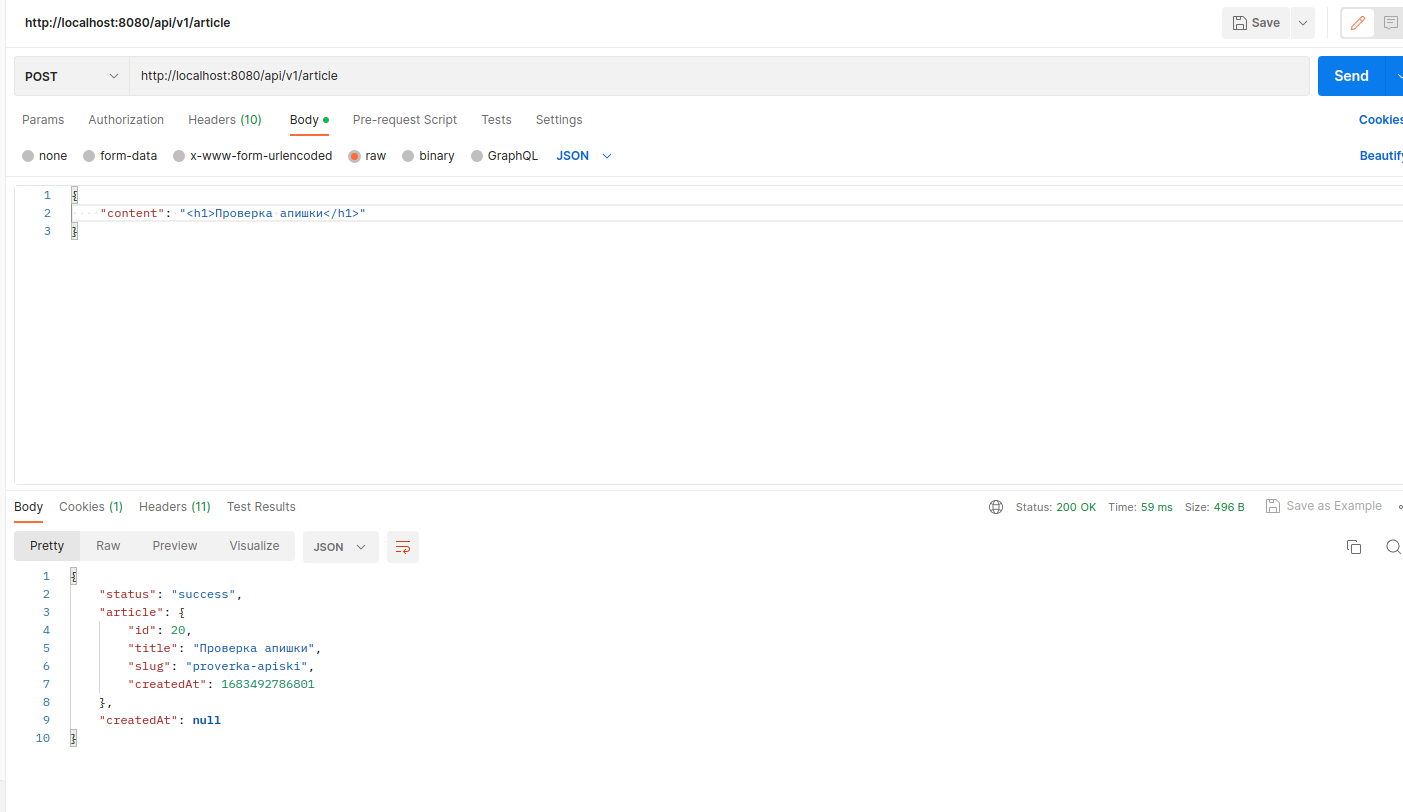 http://localhost:8080/api/v1/article
Save
POST
http://localhost:8080/api/v1/article
Send
Params Authorization Headers (10) Body Pre-request Script Tests Settings Cookies
none form-data x-www-form-urlencoded raw binary GraphQL JSON Beautify
1 {
2 "content": "<h1>Проверка апишки</h1>"
3 }
Body Cookies (1) Headers (11) Test Results Status: 200 OK Time: 59 ms Size: 496 B Save as Example
Pretty Raw Preview Visualize JSON
1 {
2 "status": "success",
3 "article": {
4 "id": 20,
5 "title": "Проверка апишки",
6 "slug": "proverka-apiski",
7 "createdAt": 1683492786801
8 },
9 "createdAt": null
10 }